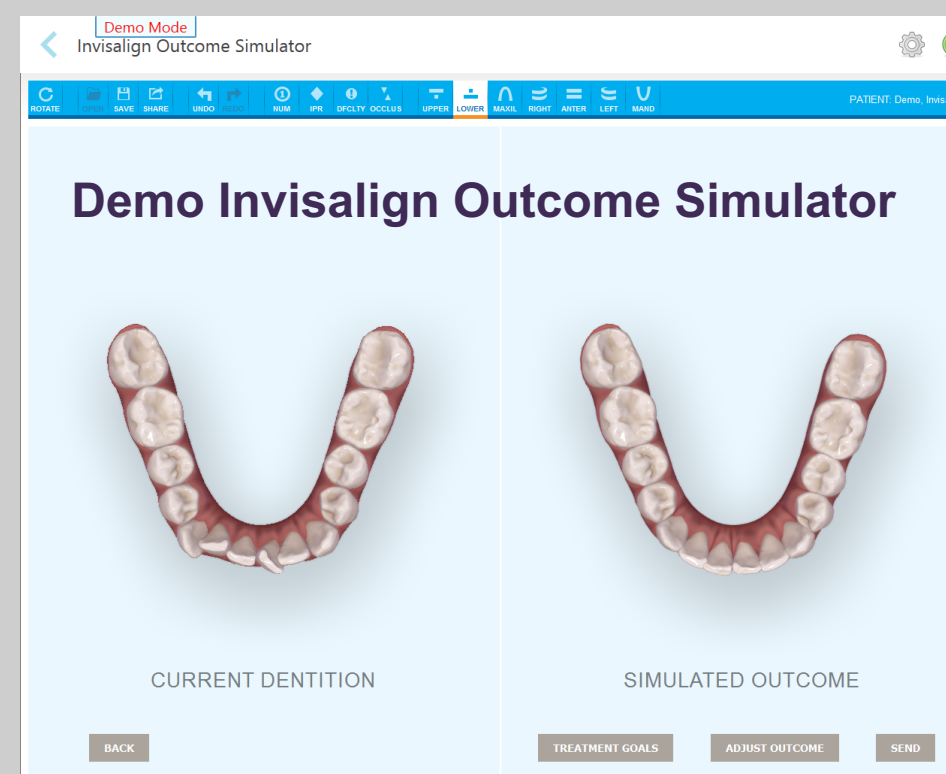 Demo Mode
Invisalign Outcome Simulator
ROTATE OPEN SAVE SHARE UNDO REDO NUM IPR DFCLTY OCCLUS UPPER LOWER MAXIL RIGHT ANTER LEFT MAND PATIENT: Demo, Invis
Demo Invisalign Outcome Simulator
CURRENT DENTITION SIMULATED OUTCOME
BACK TREATMENT GOALS ADJUST OUTCOME SEND